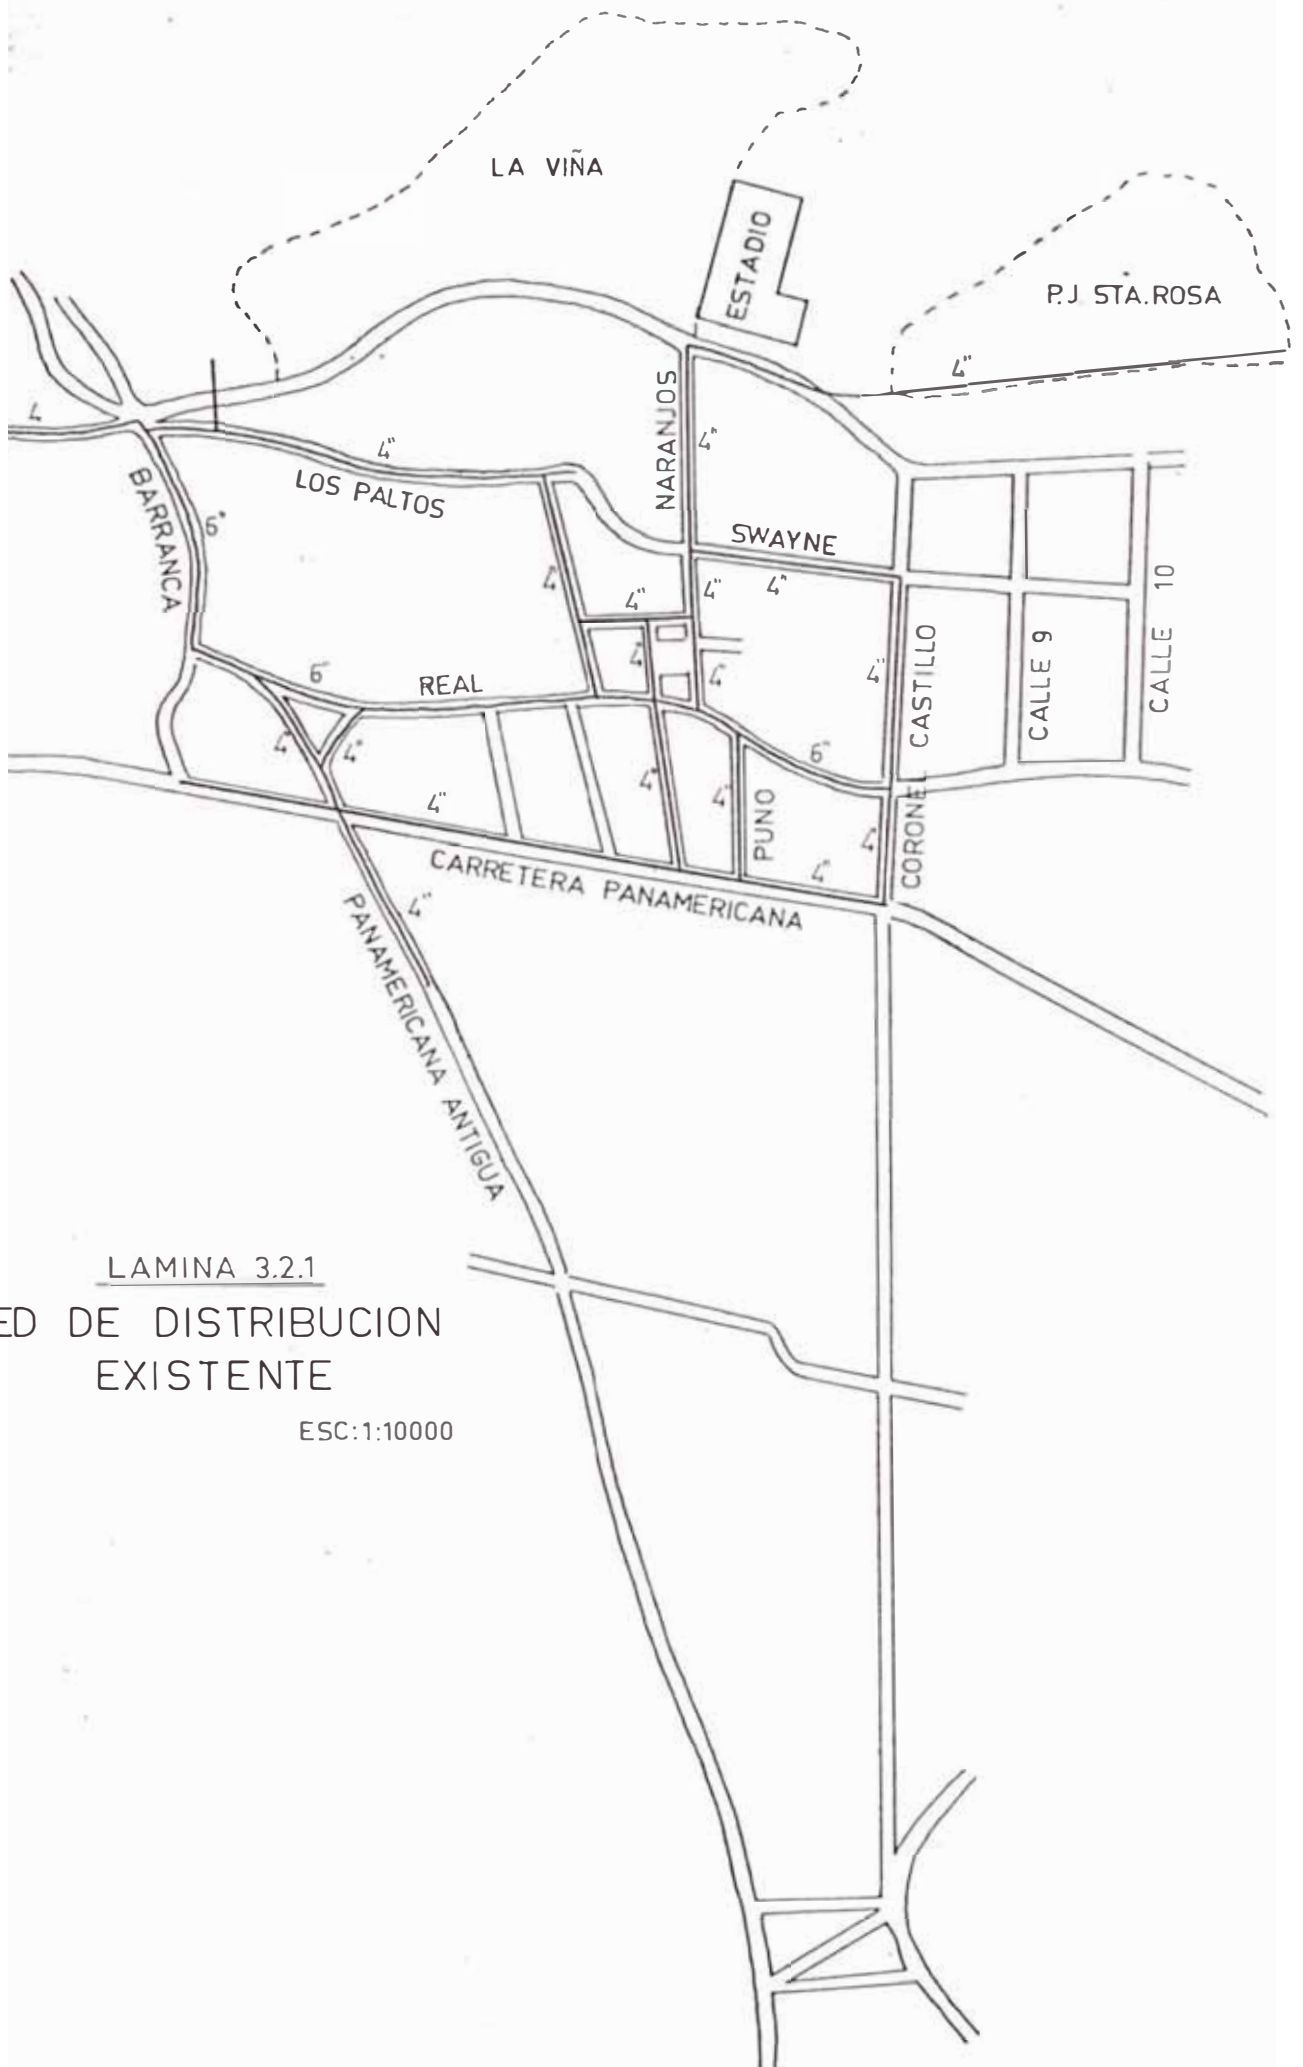 LA VIÑA
ESTADIO
P.J. STA. ROSA
4"
4
4"
NARANJOS
4"
LOS PALTOS
BARRANCA
6"
SWAYNE
4"
4"
4"
4"
CALLE 10
4"
4"
4"
CASTILLO
CALLE 9
6"
REAL
4"
4"
6"
4"
4"
4"
4"
PUNO
4"
CORONEL
4"
CARRETERA PANAMERICANA
4"
PANAMERICANA ANTIGUA
LAMINA 3.2.1
ED DE DISTRIBUCION
EXISTENTE
ESC:1:10000